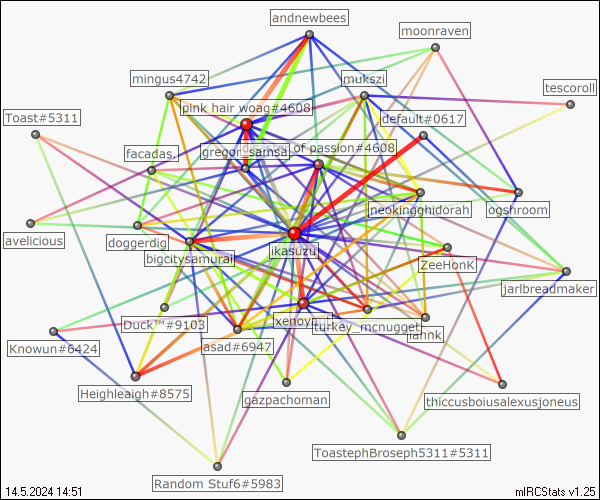 andnewbees
moonraven
mingus4742
mukszi
tescoroll
pink hair woag#4608
Toast#5311
default#0617
facadas,
gregor_samsa
of passion#4608
neokingghidorah
ogshroom
avelicious
doggerdig
bigcitysamurai
ikasuzu
ZeeHonK
jarlbreadmaker
Duck™#9103
xenoyr
turkey_mcnugget
iahnk
Knowun#6424
asad#6947
Heighleaigh#8575
gazpachoman
thiccusboiusalexusjoneus
ToastephBroseph5311#5311
Random Stuf6#5983
14.5.2024 14:51
mIRCStats v1.25